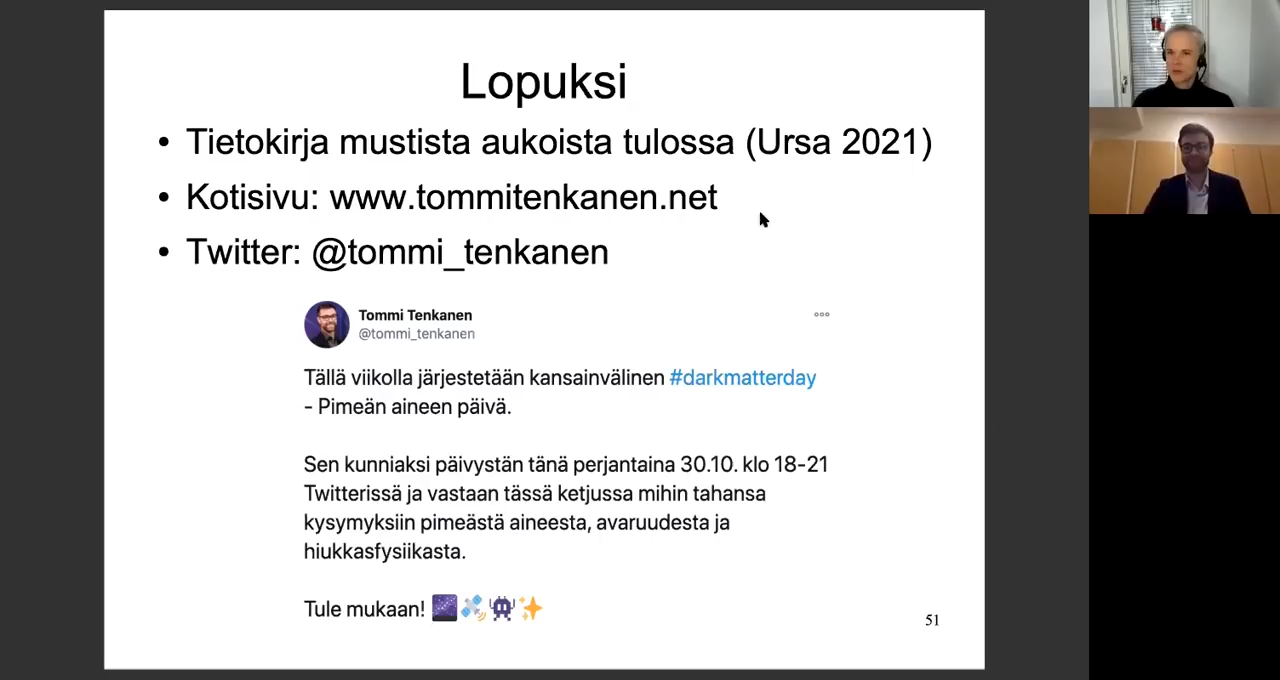 Lopuksi
• Tietokirja mustista aukoista tulossa (Ursa 2021)
• Kotisivu: www.tommitenkanen.net
• Twitter: @tommi_tenkanen
Tommi Tenkanen
@tommi_tenkanen
Tällä viikolla järjestetään kansainvälinen #darkmatterday
- Pimeän aineen päivä.
Sen kunniaksi päivystän tänä perjantaina 30.10. klo 18-21
Twitterissä ja vastaan tässä ketjussa mihin tahansa
kysymyksiin pimeästä aineesta, avaruudesta ja
hiukkasfysiikasta.
Tule mukaan! 🌌🛰️👾✨
51